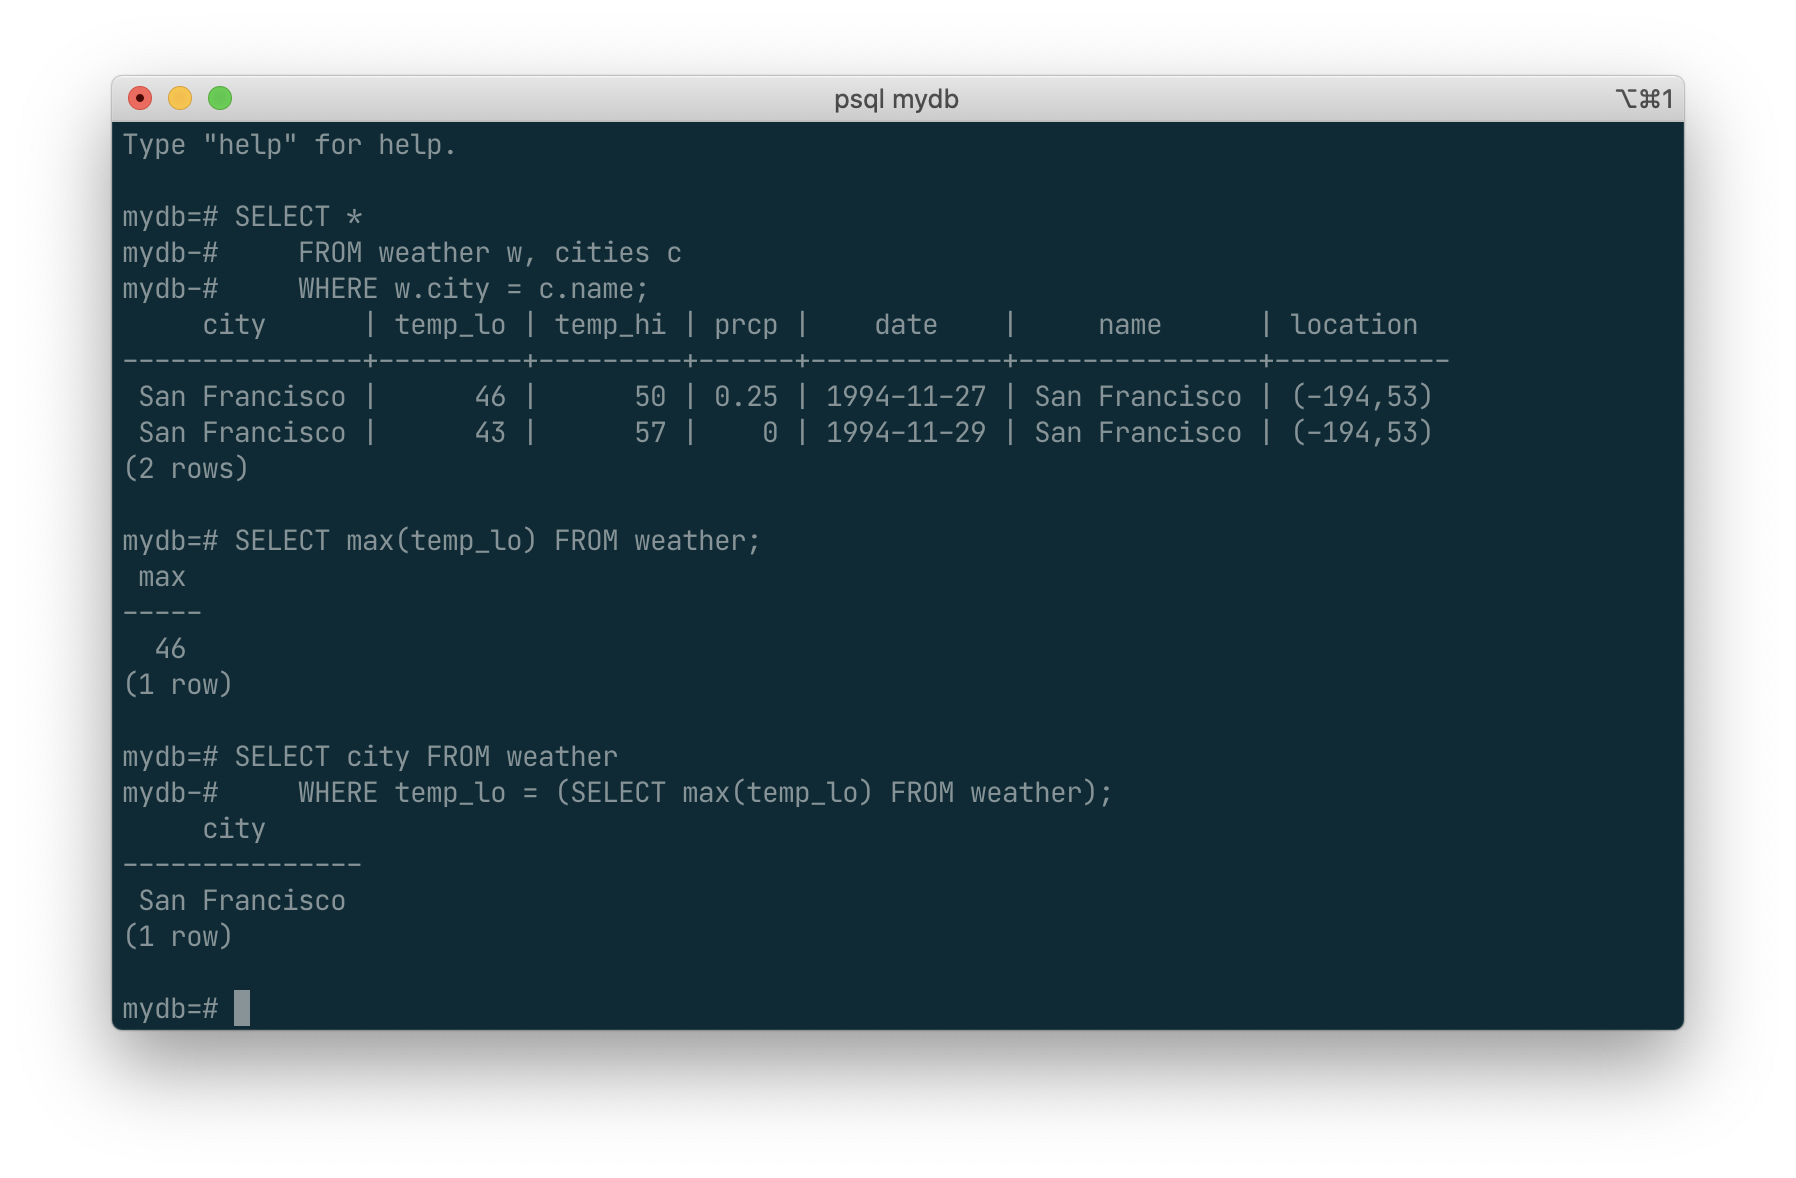 psql mydb
⌥⌘1
Type "help" for help.
mydb=# SELECT *
mydb-#     FROM weather w, cities c
mydb-#     WHERE w.city = c.name;
     city      | temp_lo | temp_hi | prcp |    date    |     name      | location
---------------+---------+---------+------+------------+---------------+-----------
 San Francisco |      46 |      50 | 0.25 | 1994-11-27 | San Francisco | (-194,53)
 San Francisco |      43 |      57 |    0 | 1994-11-29 | San Francisco | (-194,53)
(2 rows)
mydb=# SELECT max(temp_lo) FROM weather;
 max
-----
  46
(1 row)
mydb=# SELECT city FROM weather
mydb-#     WHERE temp_lo = (SELECT max(temp_lo) FROM weather);
     city
---------------
 San Francisco
(1 row)
mydb=#